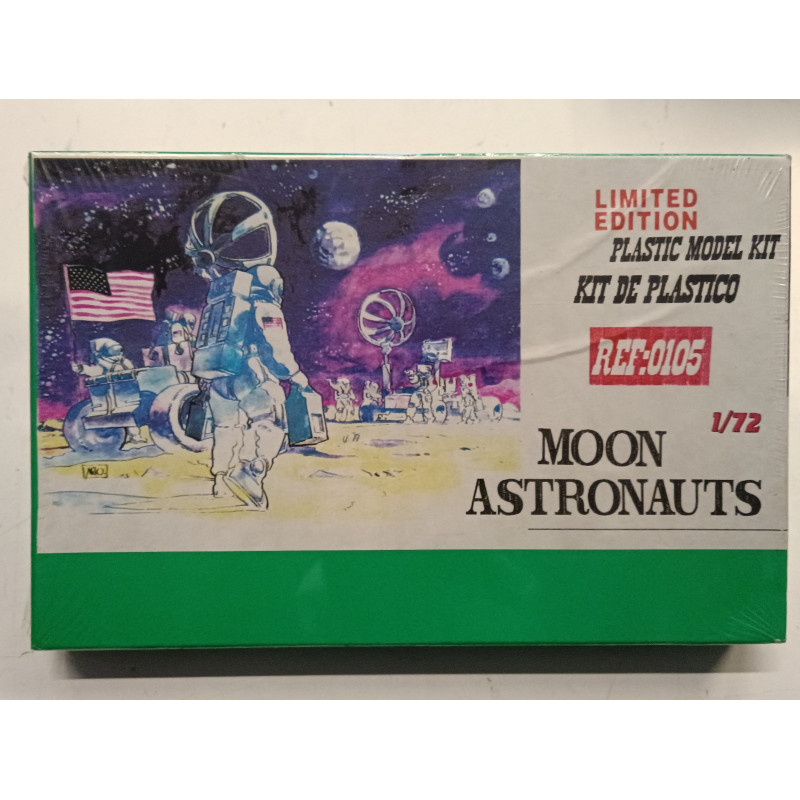 LIMITED
EDITION
PLASTIC MODEL KIT
KIT DE PLASTICO
REF:0105
1/72
MOON
ASTRONAUTS